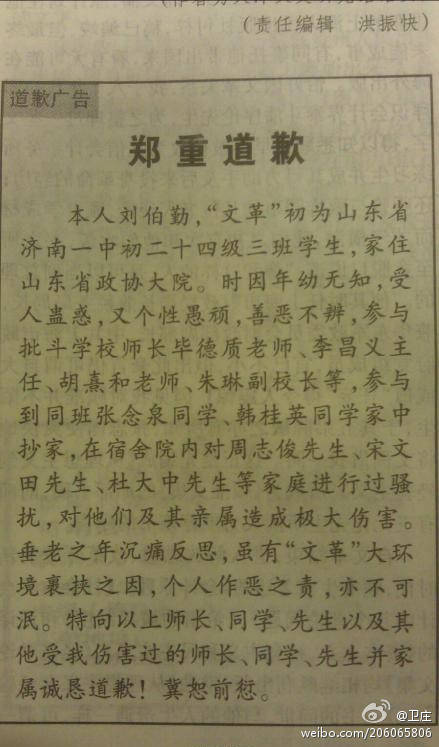 (责任编辑　洪振快)
道歉广告
郑重道歉
本人刘伯勤，“文革”初为山东省
济南一中初二十四级三班学生，家住
山东省政协大院。时因年幼无知，受
人蛊惑，又个性愚顽，善恶不辨，参与
批斗学校师长毕德质老师、李昌义主
任、胡熹和老师、朱琳副校长等，参与
到同班张念泉同学、韩桂英同学家中
抄家，在宿舍院内对周志俊先生、宋文
田先生、杜大中先生等家庭进行过骚
扰，对他们及其亲属造成极大伤害。
垂老之年沉痛反思，虽有“文革”大环
境裹挟之因，个人作恶之责，亦不可
泯。特向以上师长、同学、先生以及其
他受我伤害过的师长、同学、先生并家
属诚恳道歉！冀恕前愆。
@卫庄
weibo.com/206065806